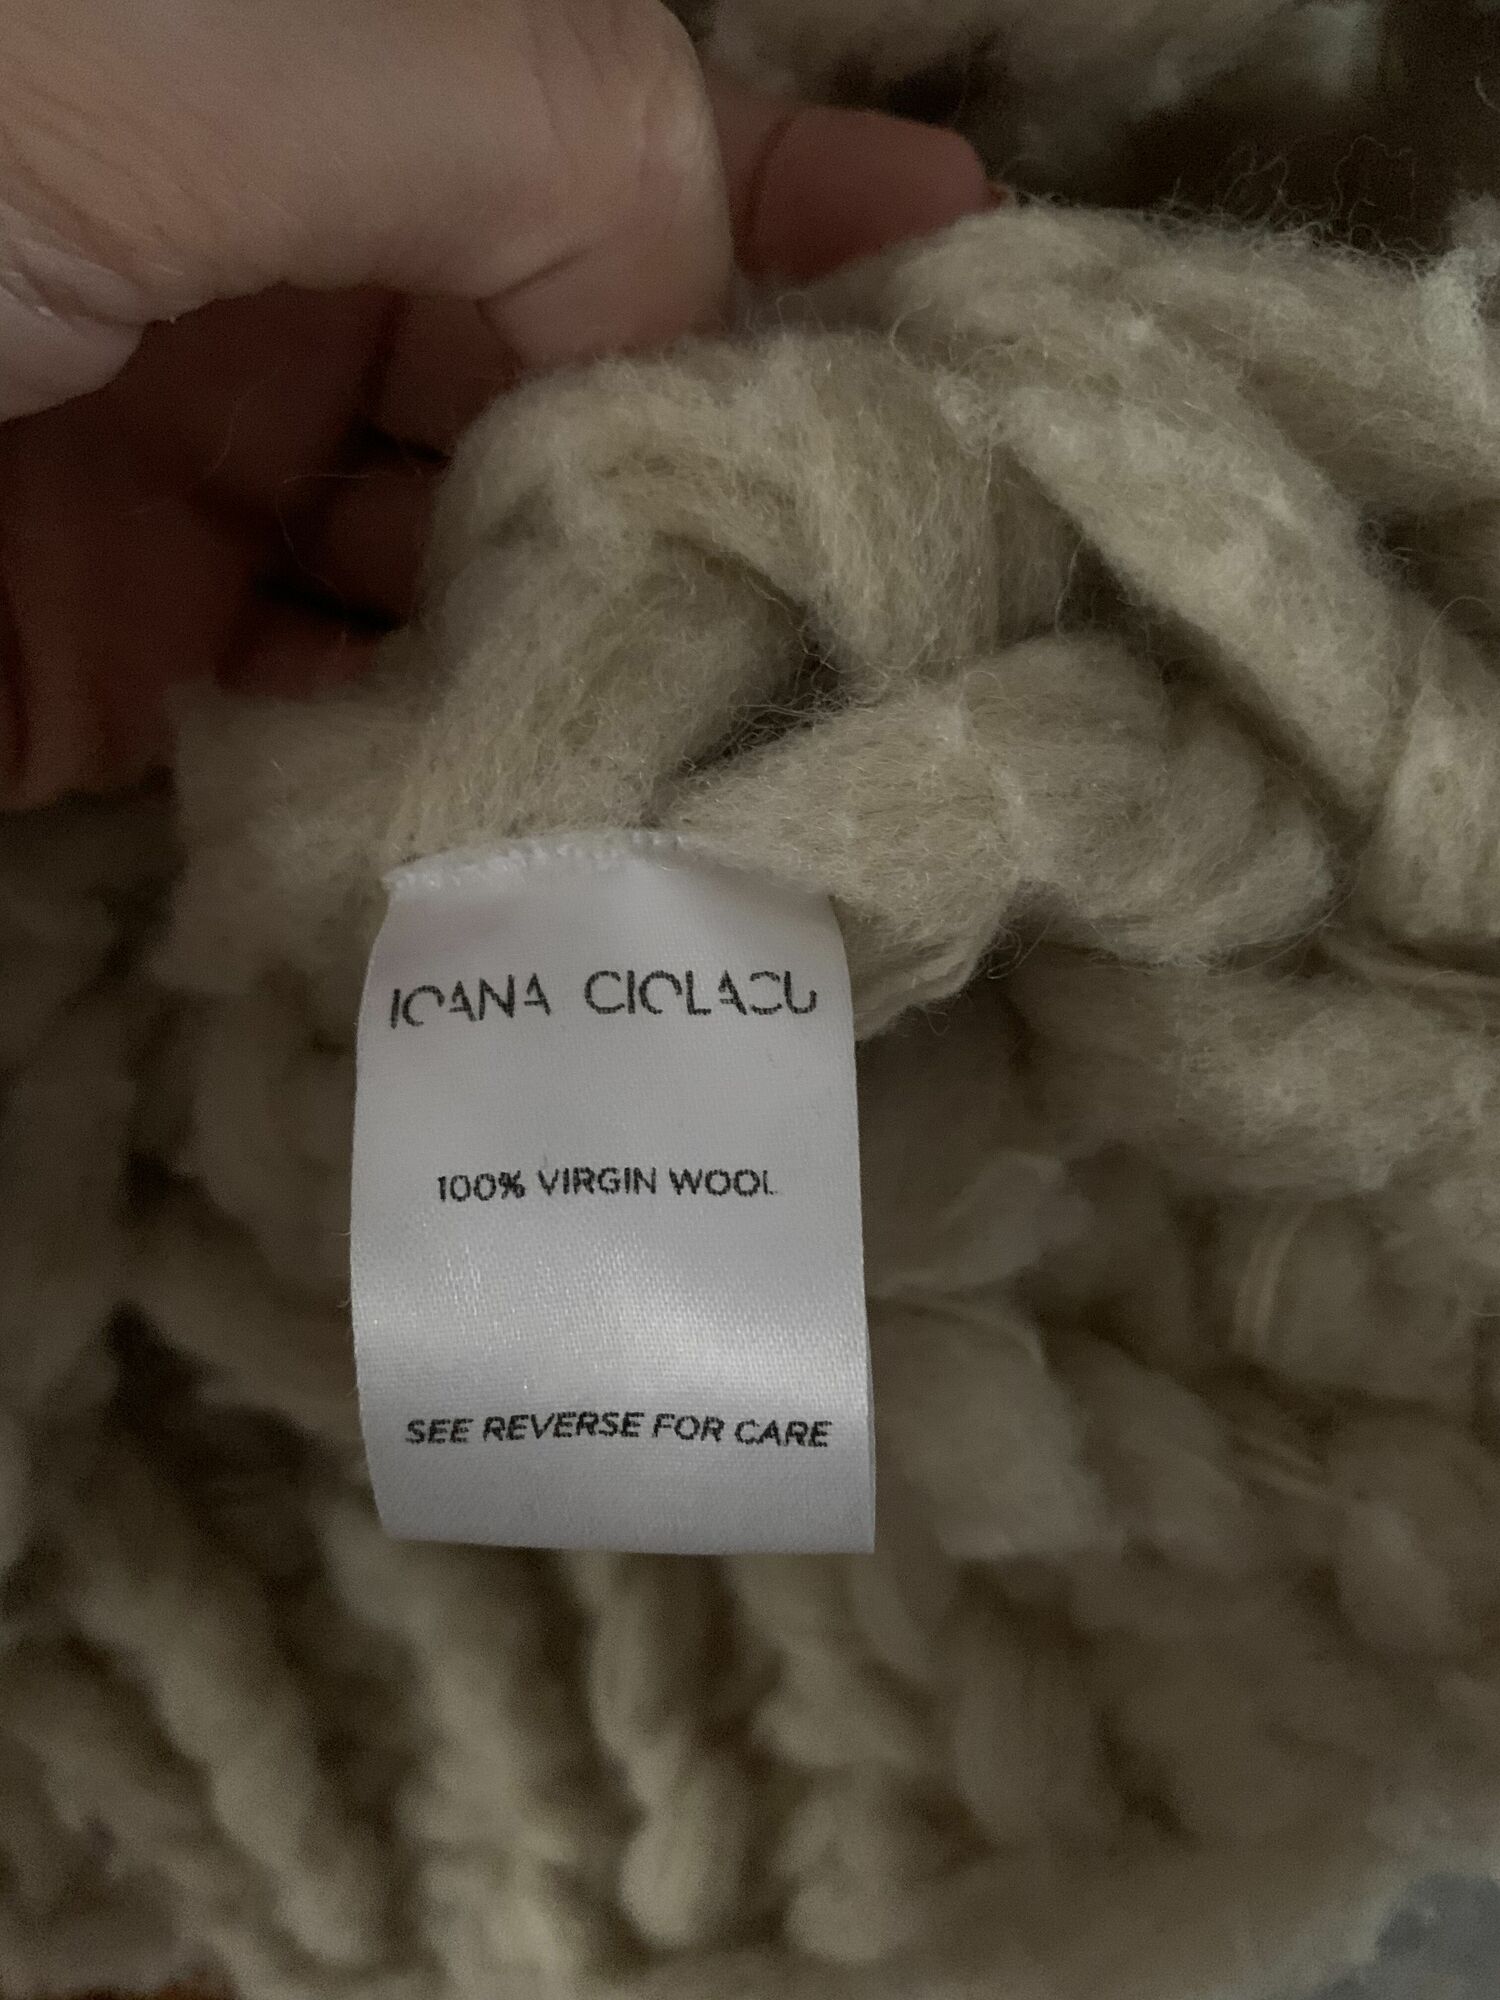 IOANA CIOLACU
100% VIRGIN WOOL
SEE REVERSE FOR CARE